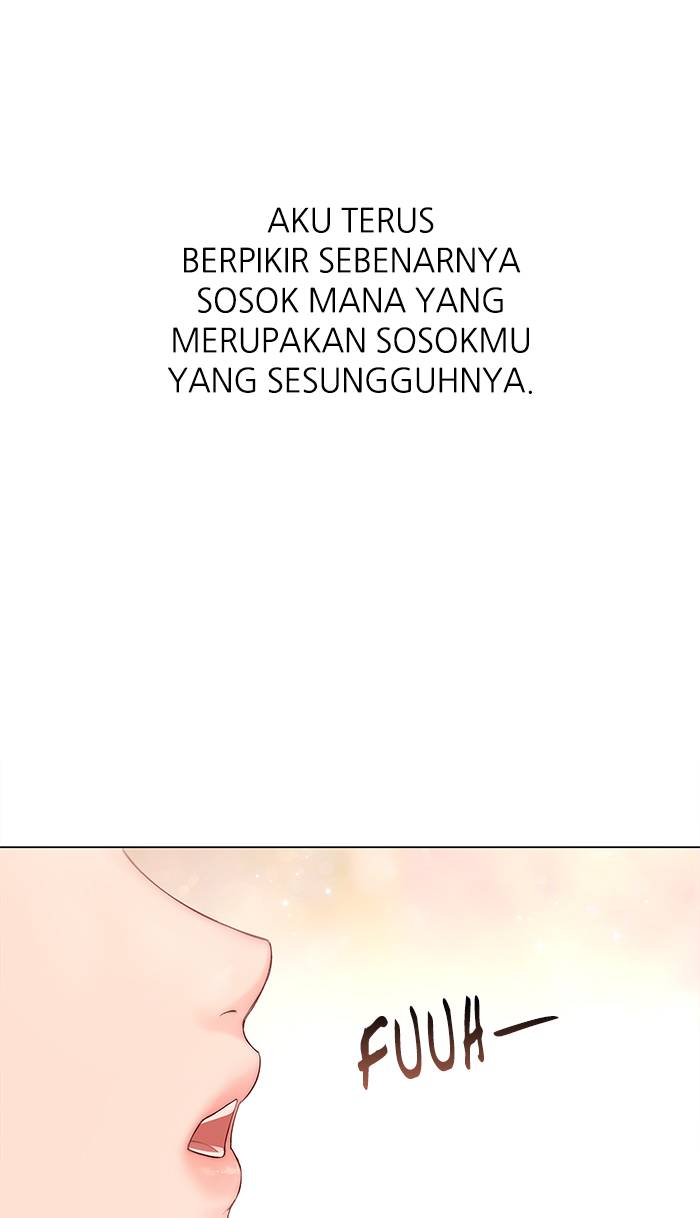 AKU TERUS
BERPIKIR SEBENARNYA
SOSOK MANA YANG
MERUPAKAN SOSOKMU
YANG SESUNGGUHNYA.
FUUH—